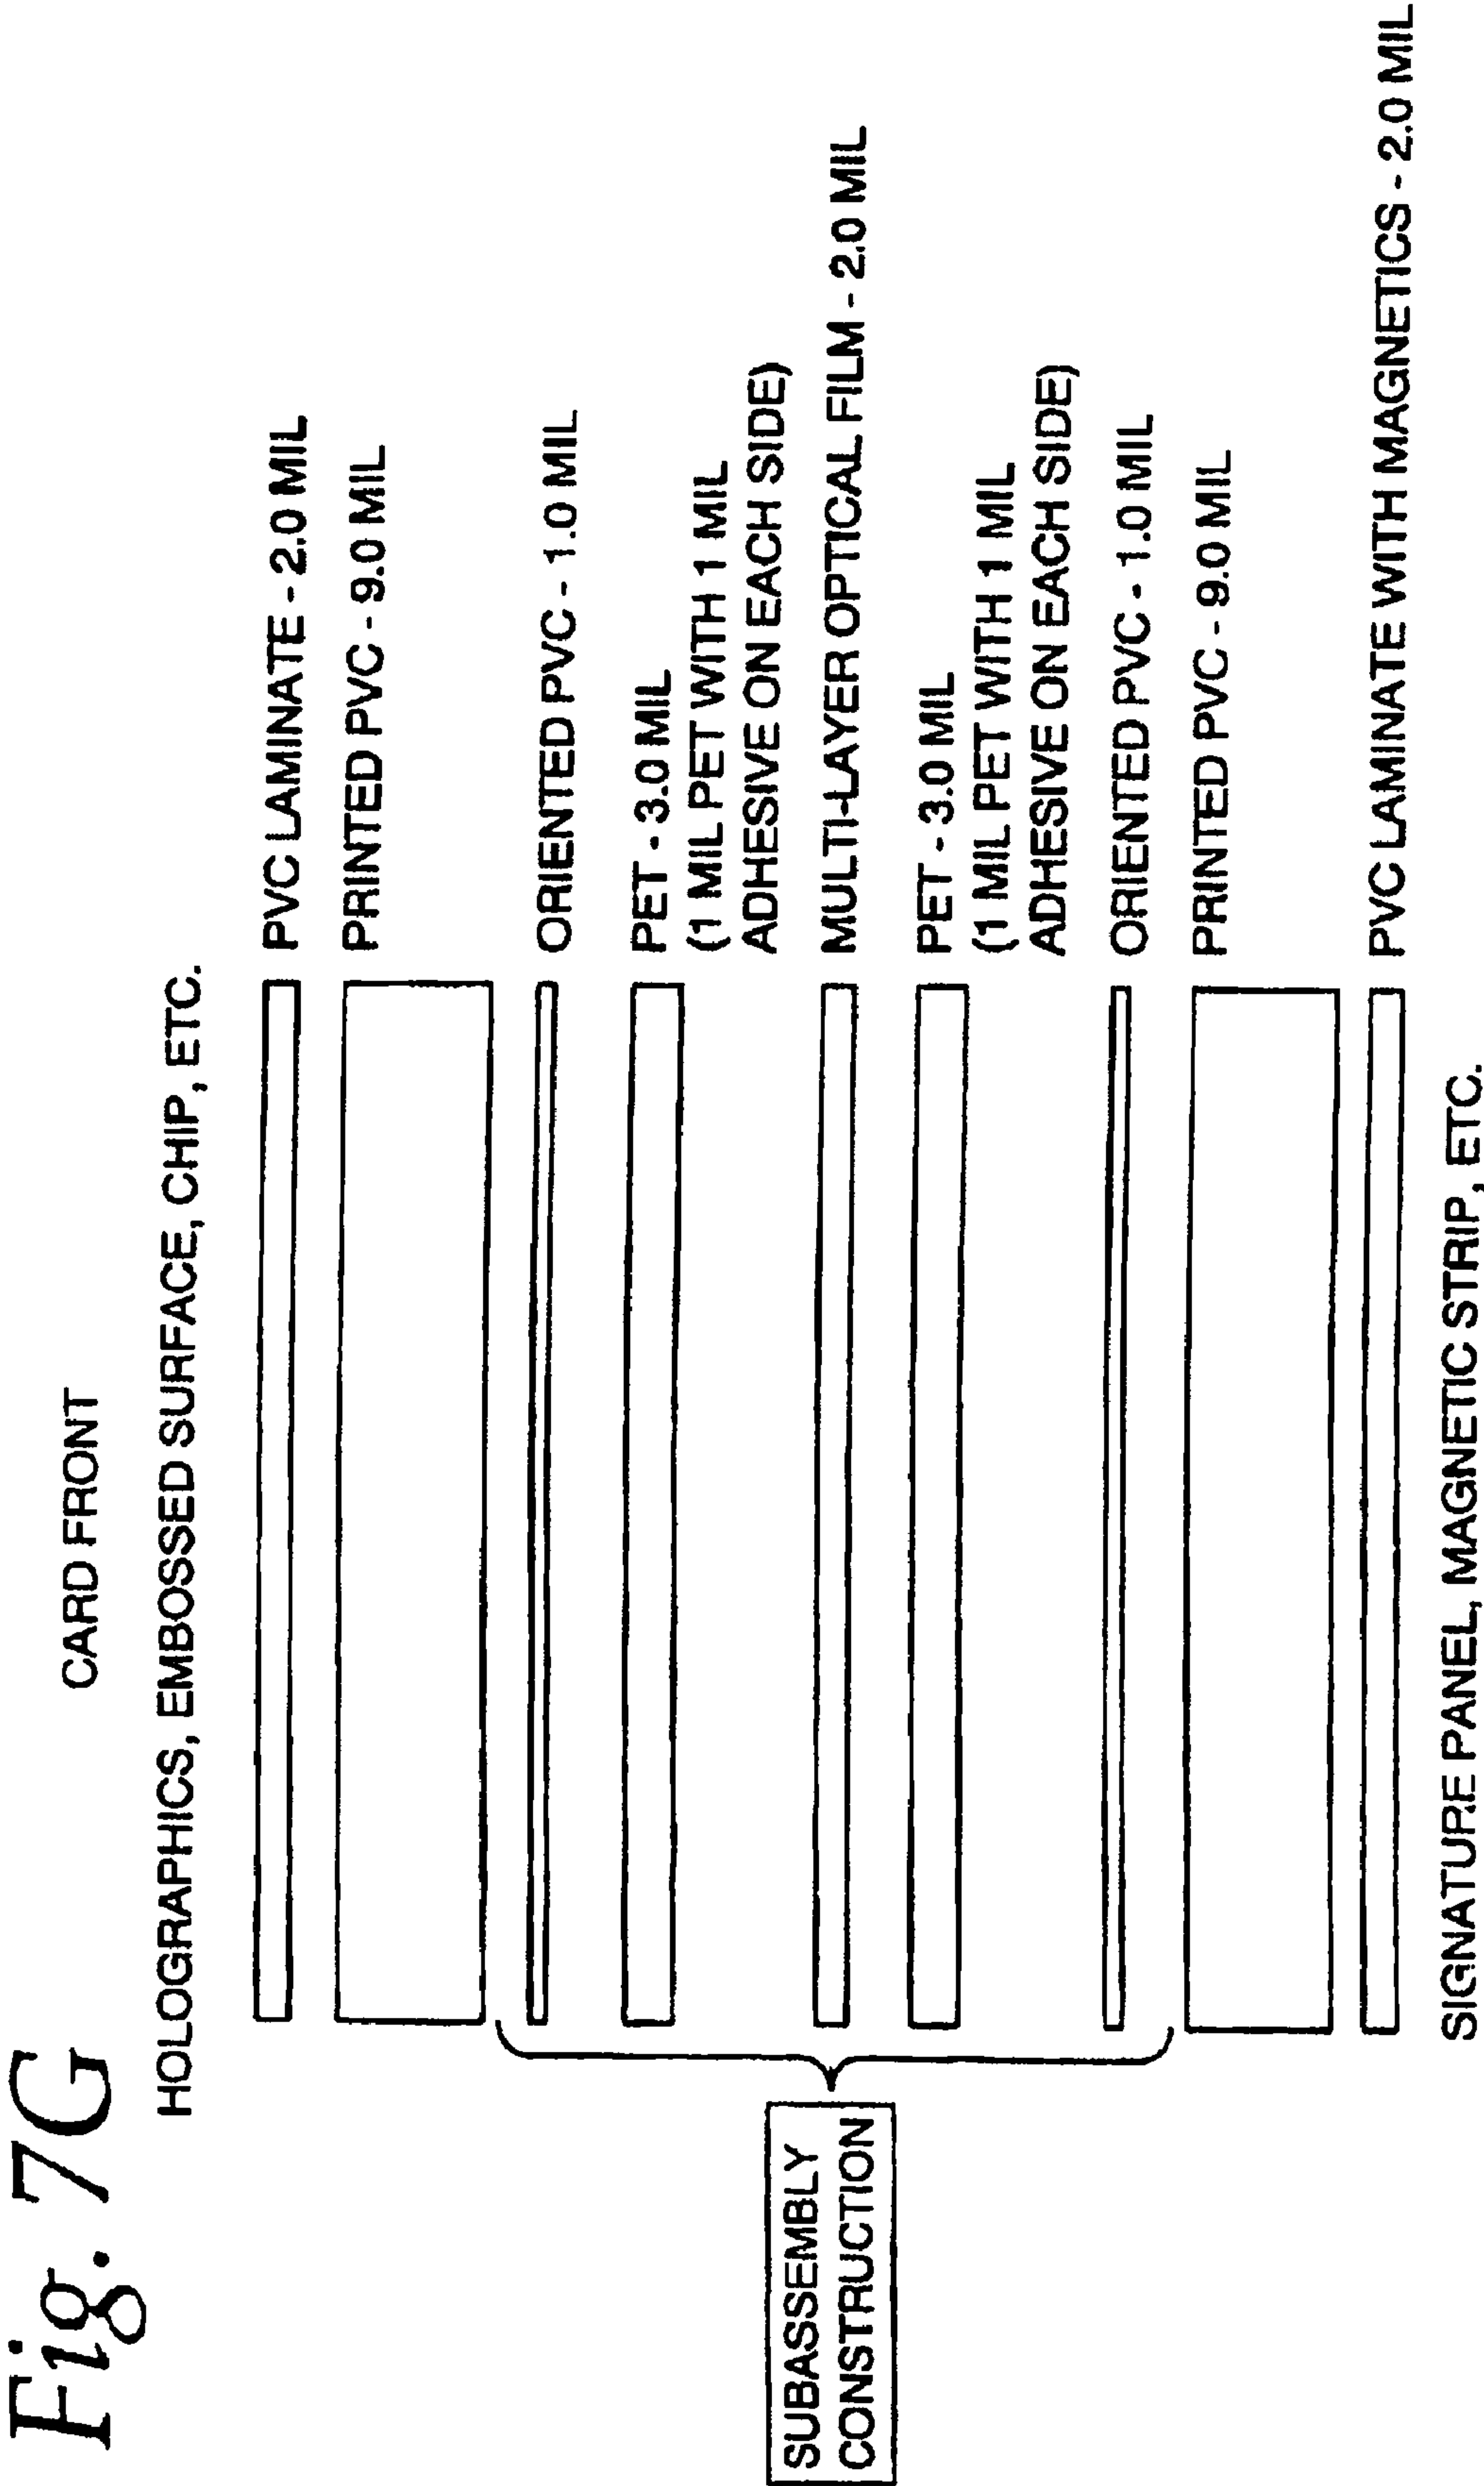 Fig. 7G
CARD FRONT
HOLOGRAPHICS, EMBOSSED SURFACE, CHIP, ETC.
PVC LAMINATE - 2.0 MIL
PRINTED PVC - 9.0 MIL
ORIENTED PVC - 1.0 MIL
PET - 3.0 MIL
(1 MIL PET WITH 1 MIL
ADHESIVE ON EACH SIDE)
SUBASSEMBLY
CONSTRUCTION
MULTI-LAYER OPTICAL FILM - 2.0 MIL
PET - 3.0 MIL
(1 MIL PET WITH 1 MIL
ADHESIVE ON EACH SIDE)
ORIENTED PVC - 1.0 MIL
PRINTED PVC - 9.0 MIL
PVC LAMINATE WITH MAGNETICS - 2.0 MIL
SIGNATURE PANEL, MAGNETIC STRIP, ETC.